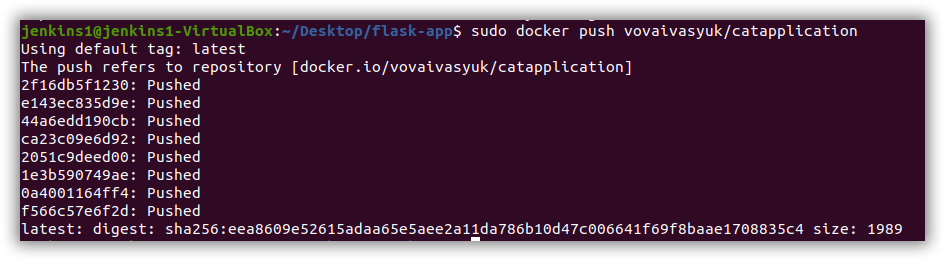 jenkins1@jenkins1-VirtualBox:~/Desktop/flask-app$ sudo docker push vovaivasyuk/catapplication
Using default tag: latest
The push refers to repository [docker.io/vovaivasyuk/catapplication]
2f16db5f1230: Pushed
e143ec835d9e: Pushed
44a6edd190cb: Pushed
ca23c09e6d92: Pushed
2051c9deed00: Pushed
1e3b590749ae: Pushed
0a4001164ff4: Pushed
f566c57e6f2d: Pushed
latest: digest: sha256:eea8609e52615adaa65e5aee2a11da786b10d47c006641f69f8baae1708835c4 size: 1989